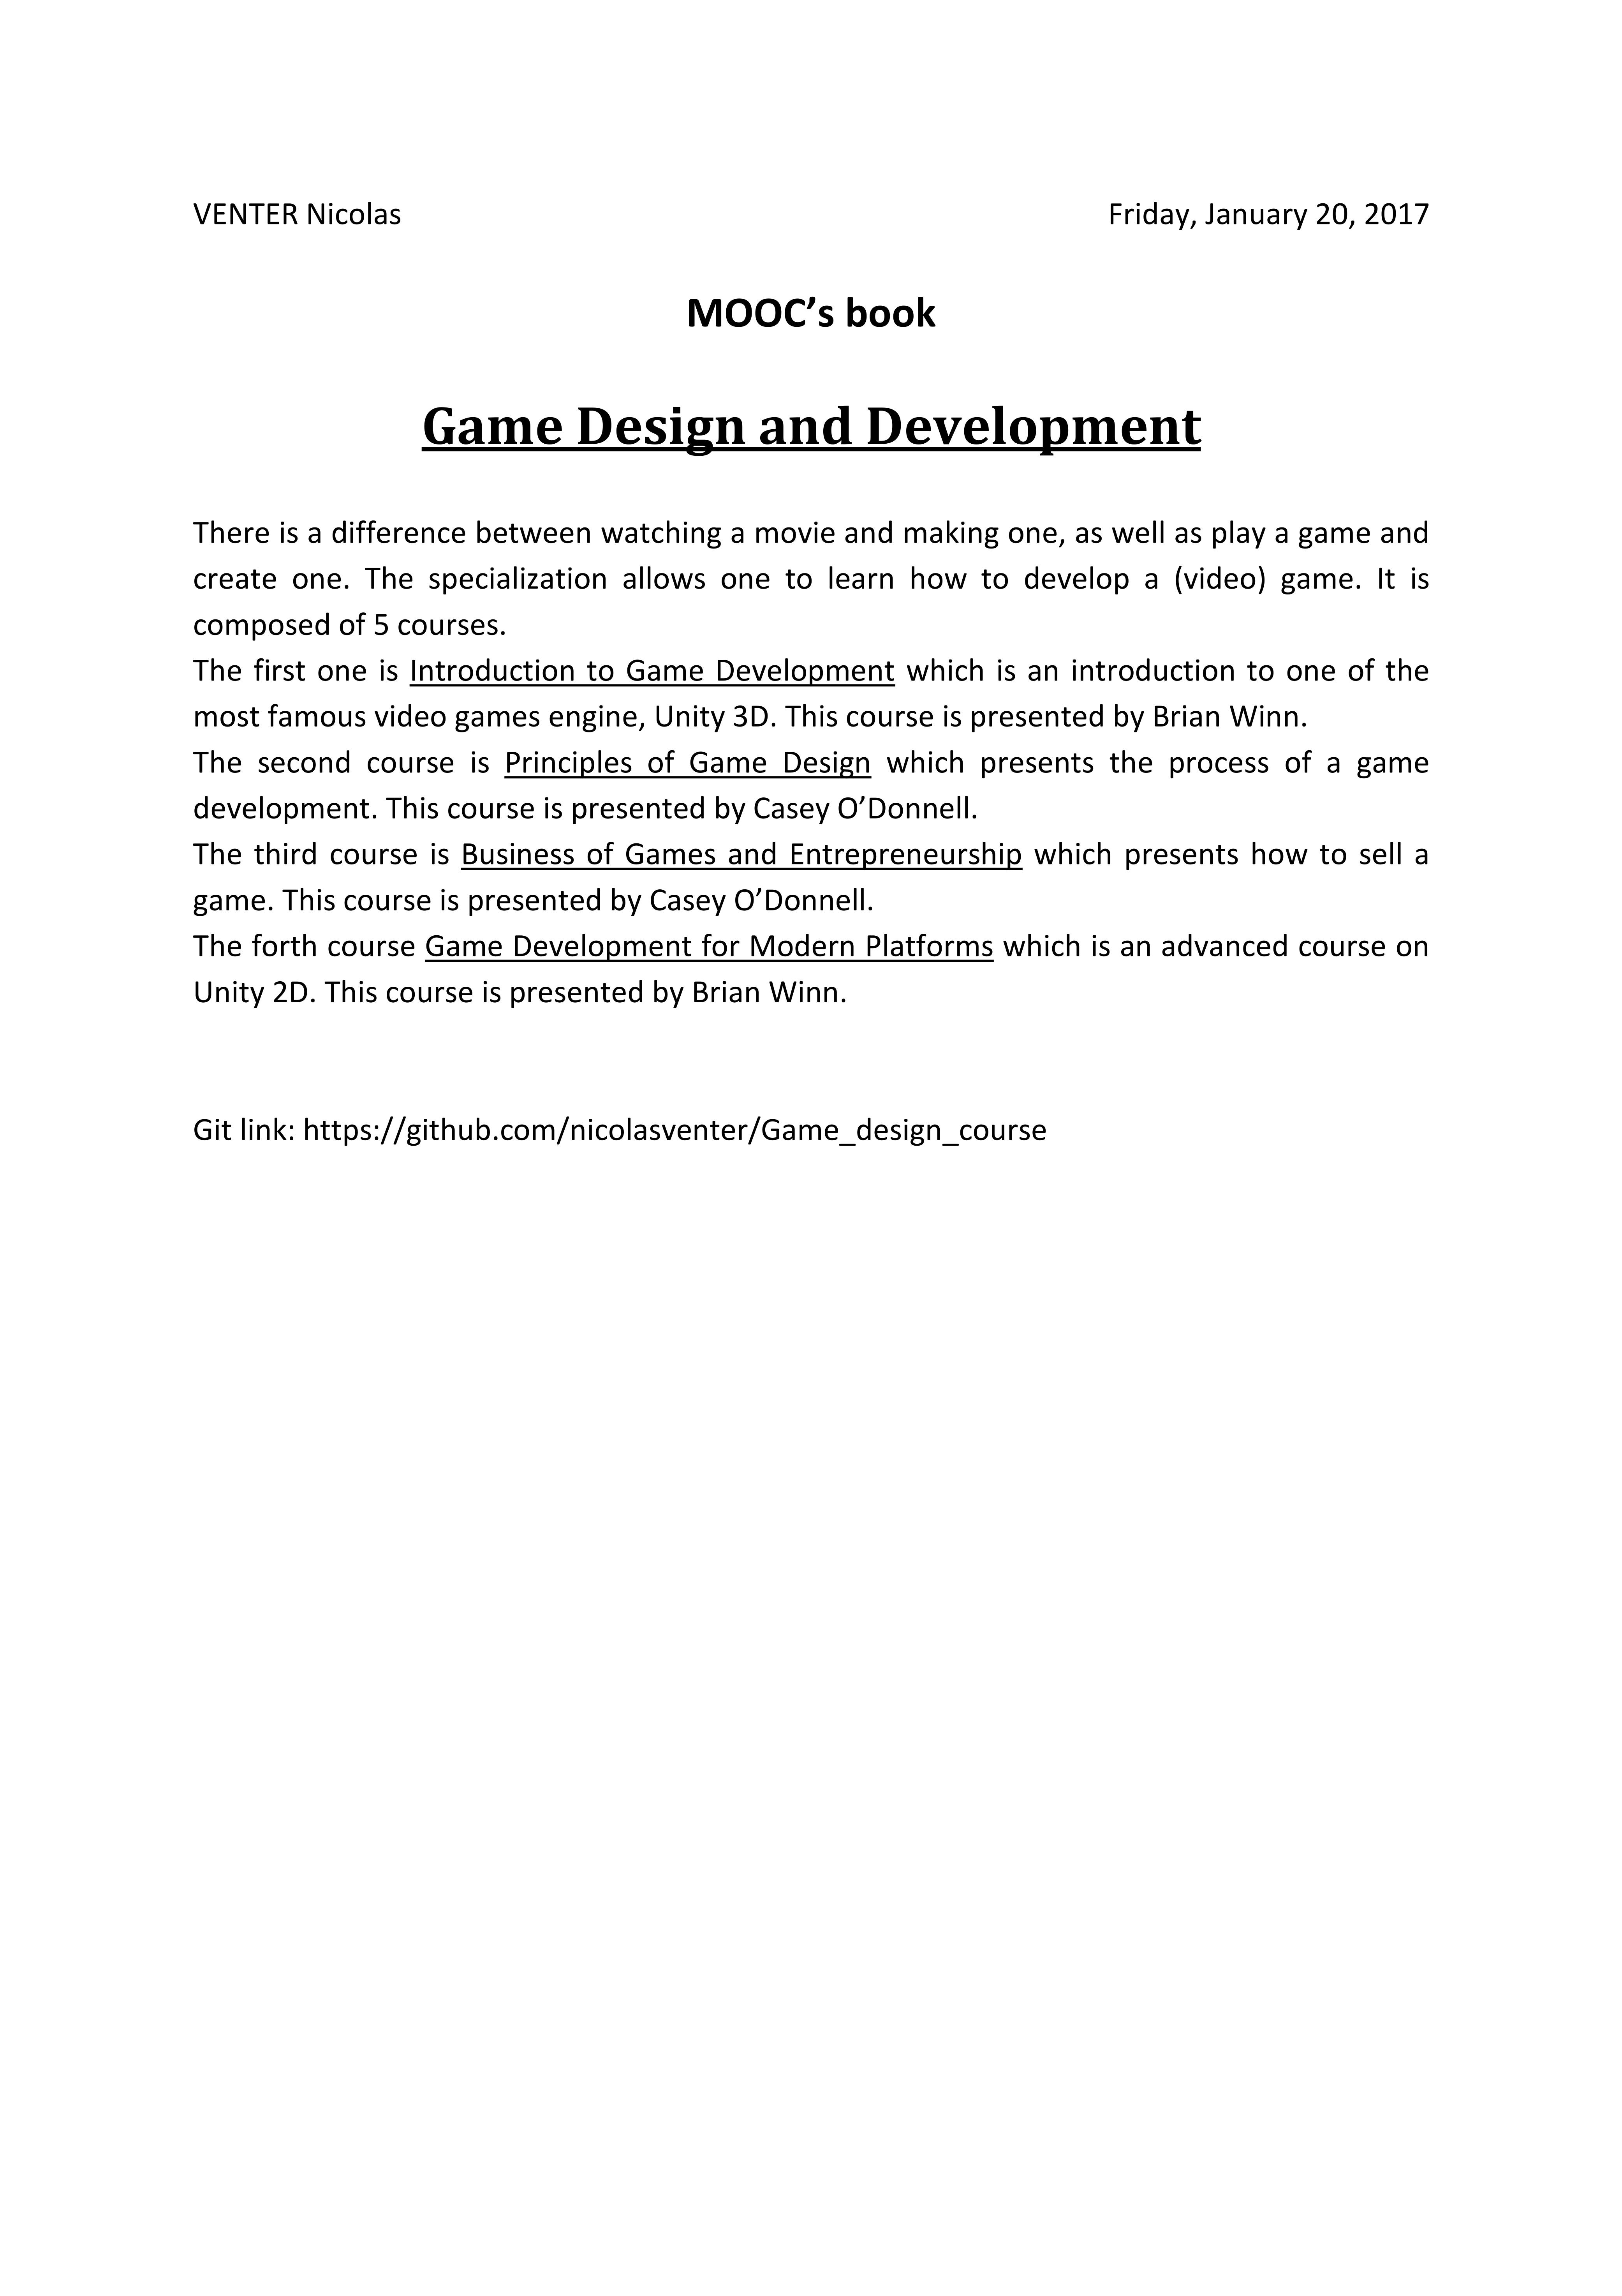 VENTER Nicolas Friday, January 20, 2017
MOOC’s book
Game Design and Development
There is a difference between watching a movie and making one, as well as play a game and
create one. The specialization allows one to learn how to develop a (video) game. It is
composed of 5 courses.
The first one is Introduction to Game Development which is an introduction to one of the
most famous video games engine, Unity 3D. This course is presented by Brian Winn.
The second course is Principles of Game Design which presents the process of a game
development. This course is presented by Casey O’Donnell.
The third course is Business of Games and Entrepreneurship which presents how to sell a
game. This course is presented by Casey O’Donnell.
The forth course Game Development for Modern Platforms which is an advanced course on
Unity 2D. This course is presented by Brian Winn.
Git link: https://github.com/nicolasventer/Game_design_course